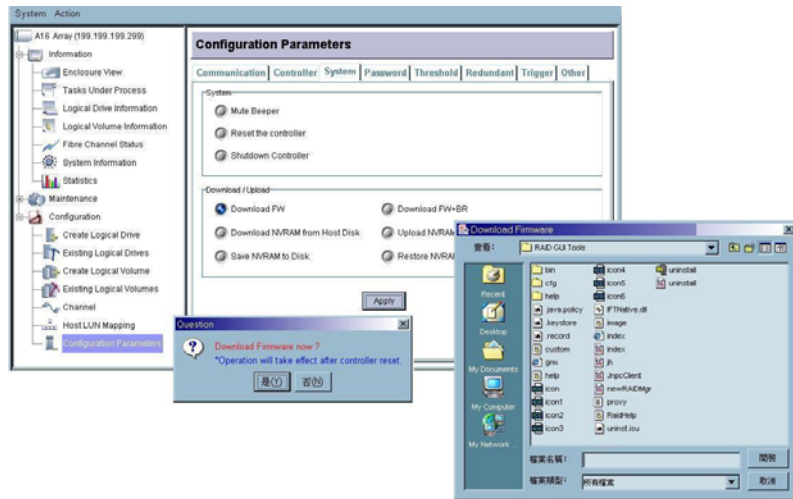 System Action
A16 Array (199.199.199.299)
Information
Enclosure View
Tasks Under Process
Logical Drive Information
Logical Volume Information
Fibre Channel Status
System Information
Statistics
Maintenance
Configuration
Create Logical Drive
Existing Logical Drives
Create Logical Volume
Existing Logical Volumes
Channel
Host LUN Mapping
Configuration Parameters
Configuration Parameters
Communication Controller System Password Threshold Redundant Trigger Other
System
Mute Beeper
Reset the controller
Shutdown Controller
Download / Upload
Download FW
Download FW+BR
Download NVRAM from Host Disk
Upload NVRAM
Save NVRAM to Disk
Restore NVRA
Apply
Question
Download Firmware now ?
*Operation will take effect after controller reset.
是(Y) 否(N)
Download Firmware
查看: RAID GUI Tools
Recent
Desktop
My Documents
My Computer
My Network ...
bin
cfg
help
.java.policy
.keystore
.record
custom
grm
help
icon
icon1
icon2
icon3
icon4
icon5
icon6
IFTNative.dll
Image
index
index
jh
JnpcClient
newRAIDMgr
proxy
RaidHelp
uninst.isu
uninstall
uninstall
檔案名稱: 開啟
檔案類型: 所有檔案 取消